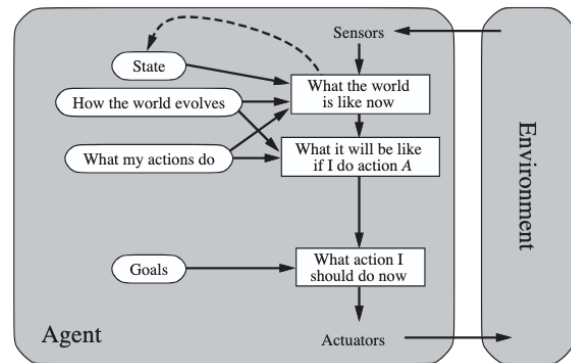 Sensors
State
What the world
is like now
How the world evolves
What it will be like
if I do action A
What my actions do
What action I
should do now
Goals
Agent
Actuators
Environment